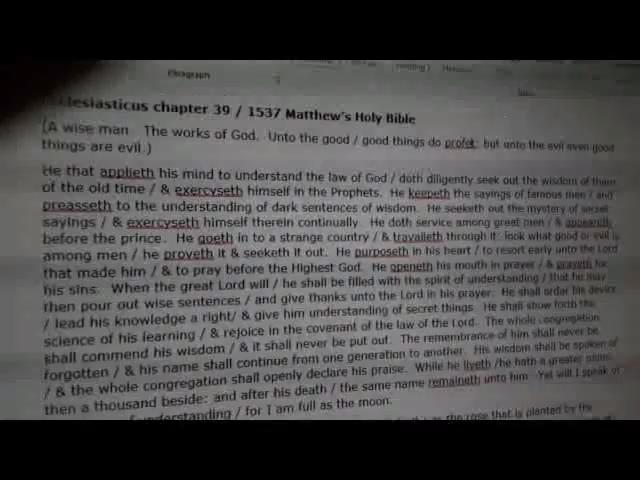 Paragraph
lesiasticus chapter 39 / 1537 Matthew's Holy Bible
(A wise man The works of God. Unto the good / good things do profet: but unto the evil even good
things are evil.)
He that applieth his mind to understand the law of God / doth diligently seek out the wisdom of them
of the old time / & exercyseth himself in the Prophets. He keepeth the sayings of famous men / and
preasseth to the understanding of dark sentences of wisdom. He seeketh out the mystery of secret
sayings / & exercyseth himself therein continually. He doth service among great men / & appeareth
before the prince. He goeth in to a strange country / & travaileth through it: look what good or evil is
among men / he proveth it & seeketh it out. He purposeth in his heart / to resort early unto the Lord
that made him / & to pray before the Highest God. He openeth his mouth in prayer / & prayeth for
his sins. When the great Lord will / he shall be filled with the spirit of understanding / that he may
then pour out wise sentences / and give thanks unto the Lord in his prayer. He shall ordar his device
/ lead his knowledge a right/ & give him understanding of secret things. He shall show forth the
science of his learning / & rejoice in the covenant of the law of the Lord. The whole congregation
shall commend his wisdom / & it shall never be put out. The remembrance of him shall never be
forgotten / & his name shall continue from one generation to another. His wisdom shall be spoken of
/ & the whole congregation shall openly declare his praise. While he liveth /he hath a greater name
then a thousand beside: and after his death / the same name remaineth unto him. Yet will I speak of
understanding / for I am full as the moon.
as the rose that is planted by the